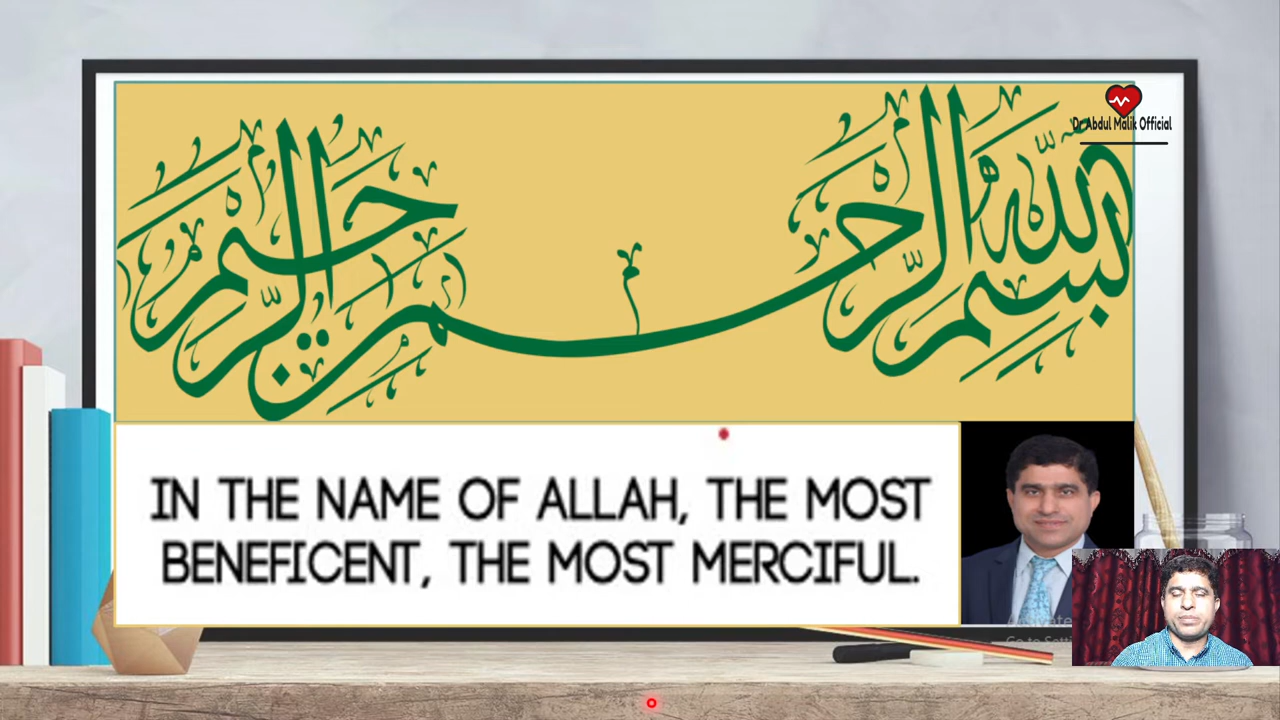 بسم الله الرحمن الرحيم
Dr Abdul Malik Official
IN THE NAME OF ALLAH, THE MOST
BENEFICENT, THE MOST MERCIFUL.